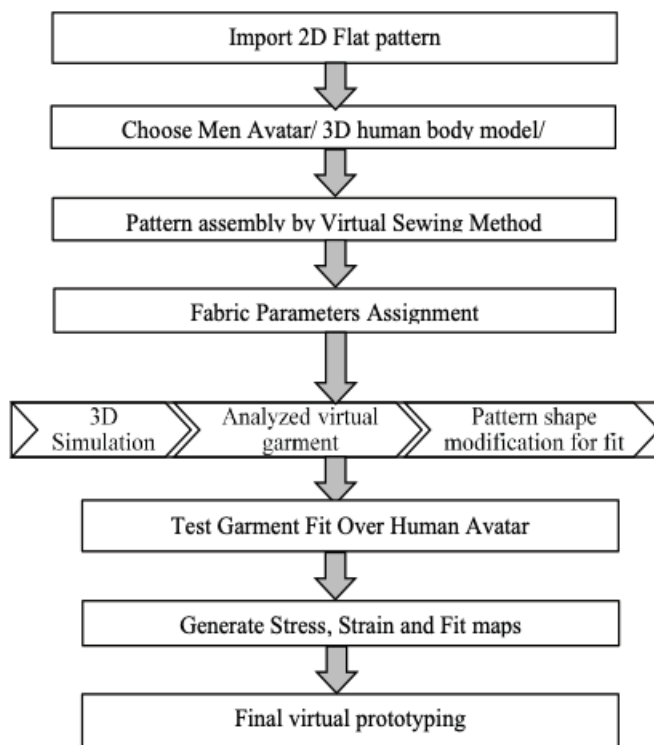 Import 2D Flat pattern
Choose Men Avatar/ 3D human body model/
Pattern assembly by Virtual Sewing Method
Fabric Parameters Assignment
3D
Simulation
Analyzed virtual
garment
Pattern shape
modification for fit
Test Garment Fit Over Human Avatar
Generate Stress, Strain and Fit maps
Final virtual prototyping